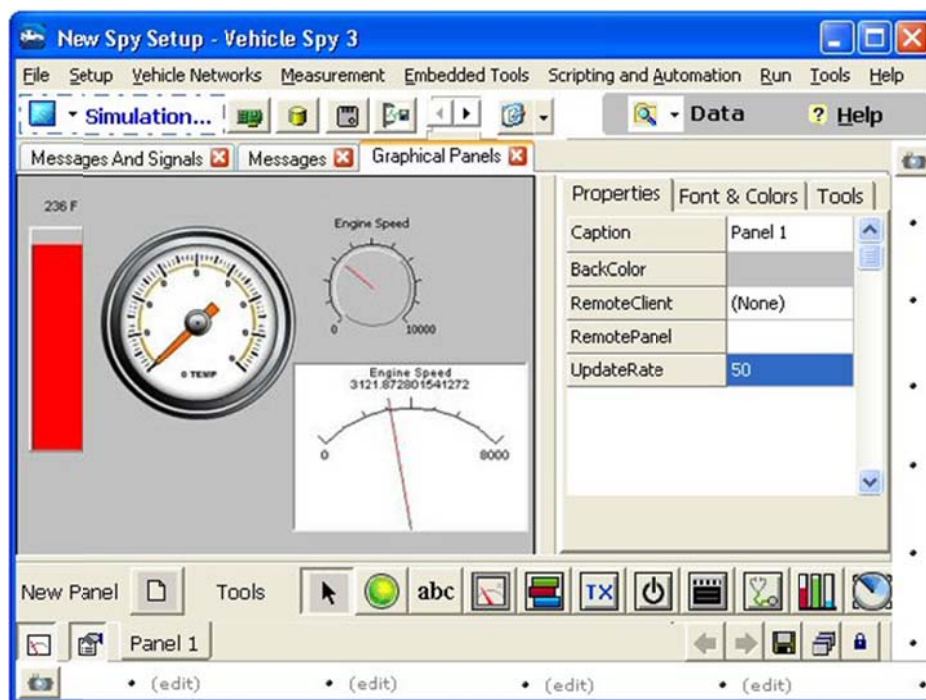 New Spy Setup - Vehicle Spy 3
File Setup Vehicle Networks Measurement Embedded Tools Scripting and Automation Run Tools Help
Simulation... Data ? Help
Messages And Signals Messages Graphical Panels
Properties Font & Colors Tools
236 F
Engine Speed
0 10000
0 TEMP
Engine Speed
3121.872801541272
0 8000
Caption Panel 1
BackColor
RemoteClient (None)
RemotePanel
UpdateRate 50
New Panel Tools abc TX
Panel 1
(edit) (edit) (edit) (edit)